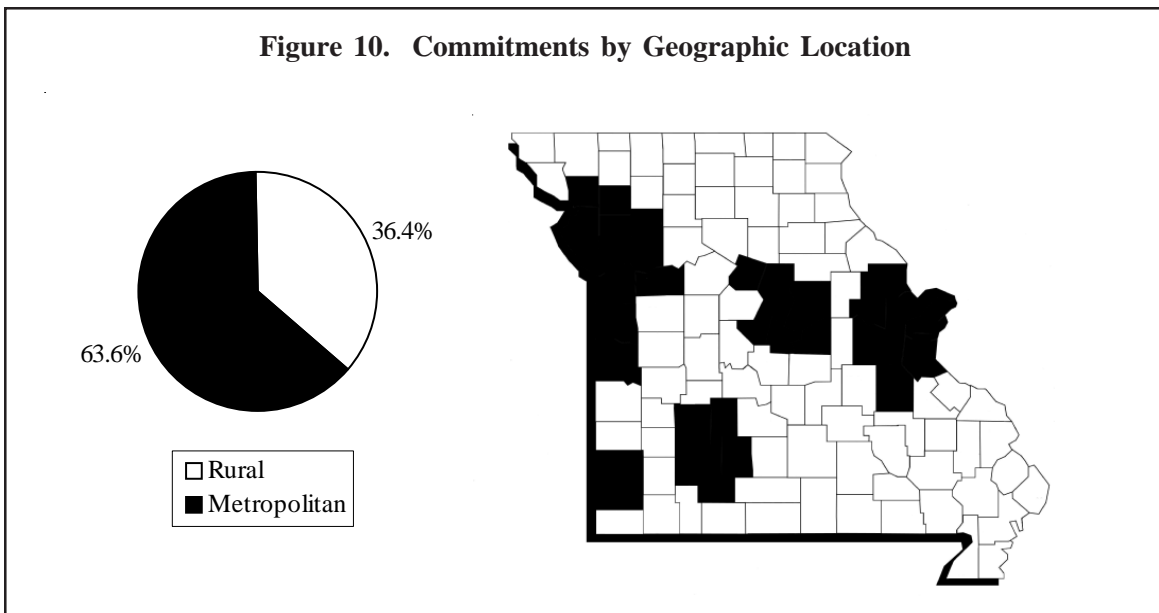 Figure 10. Commitments by Geographic Location
36.4%
63.6%
Rural
Metropolitan